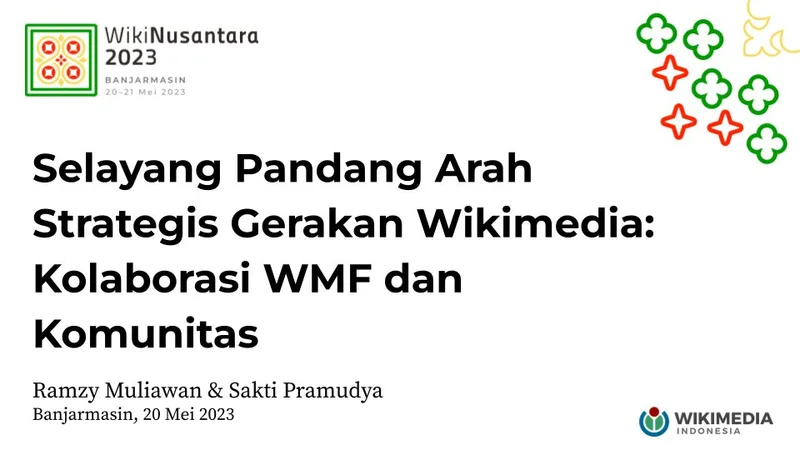 WikiNusantara
2023
BANJARMASIN
20–21 Mei 2023
Selayang Pandang Arah
Strategis Gerakan Wikimedia:
Kolaborasi WMF dan
Komunitas
Ramzy Muliawan & Sakti Pramudya
Banjarmasin, 20 Mei 2023
WIKIMEDIA
INDONESIA